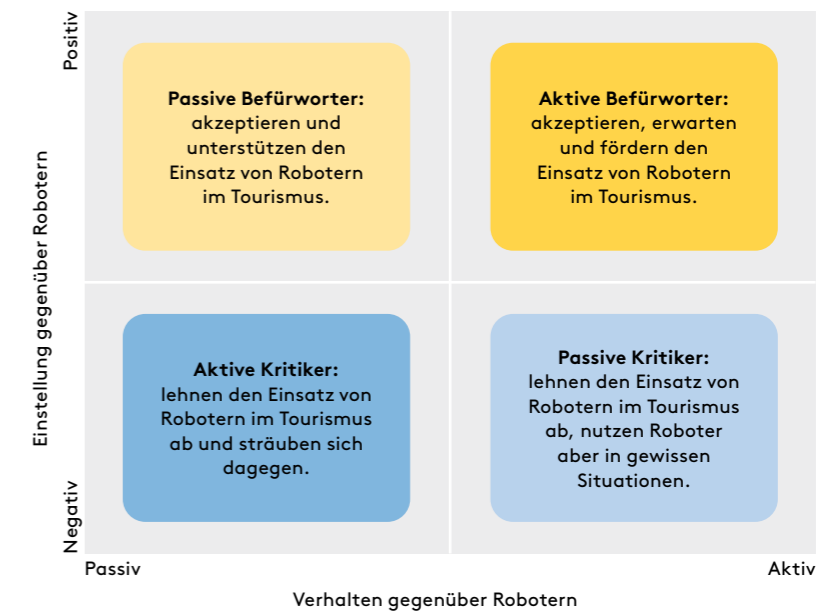 Positiv
Einstellung gegenüber Robotern
Negativ
Passive Befürworter:
akzeptieren und
unterstützen den
Einsatz von Robotern
im Tourismus.
Aktive Befürworter:
akzeptieren, erwarten
und fördern den
Einsatz von Robotern
im Tourismus.
Aktive Kritiker:
lehnen den Einsatz von
Robotern im Tourismus
ab und sträuben sich
dagegen.
Passive Kritiker:
lehnen den Einsatz von
Robotern im Tourismus
ab, nutzen Roboter
aber in gewissen
Situationen.
Passiv
Aktiv
Verhalten gegenüber Robotern